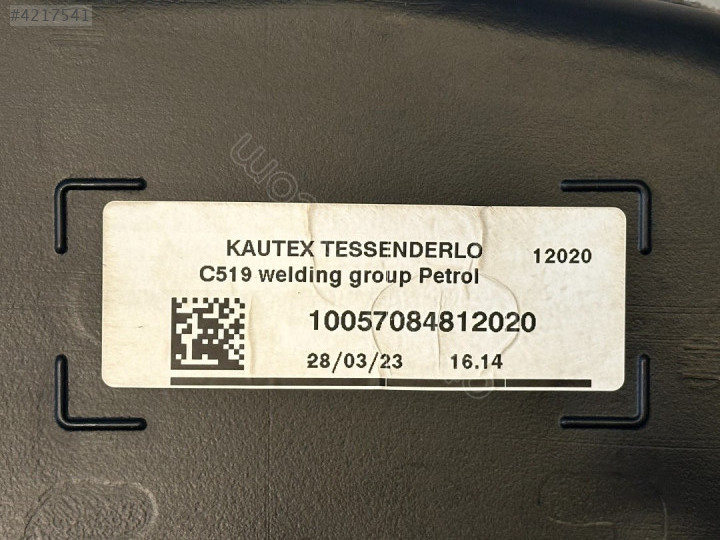 #4217541
KAUTEX TESSENDERLO
12020
C519 welding group Petrol
10057084812020
28/03/23 16.14